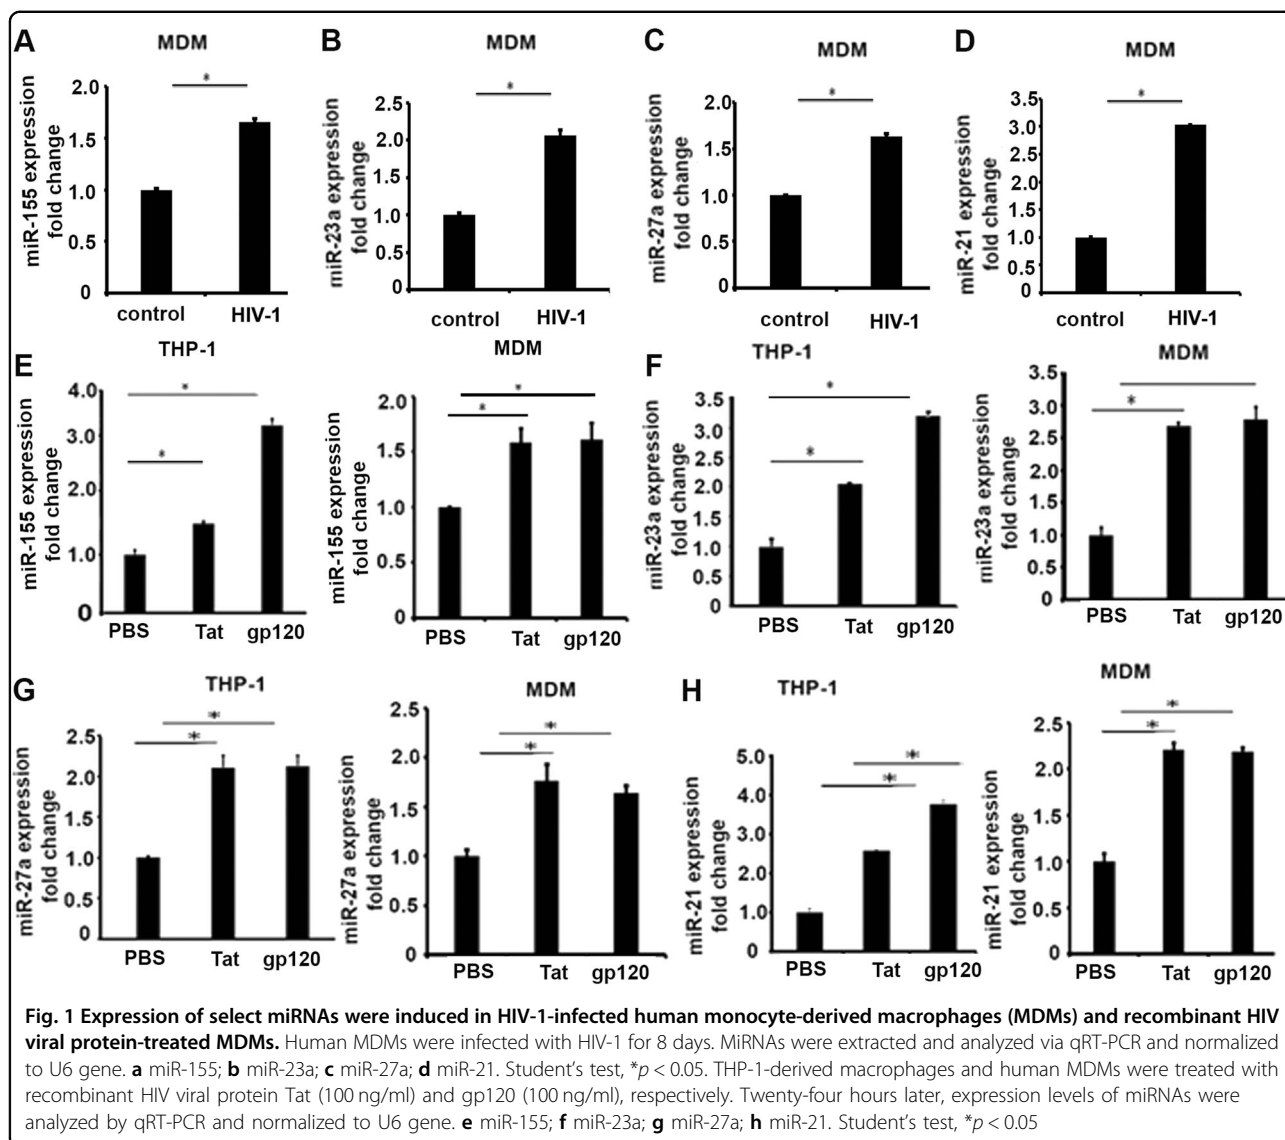 A
MDM
*
miR-155 expression
fold change
2.0
1.5
1.0
0.5
0
control
HIV-1
B
MDM
*
miR-23a expression
fold change
2.5
2.0
1.5
1.0
0.5
0
control
HIV-1
C
MDM
*
miR-27a expression
fold change
2.0
1.5
1.0
0.5
0
control
HIV-1
D
MDM
*
miR-21 expression
fold change
3.5
3.0
2.5
2.0
1.5
1.0
0.5
0
control
HIV-1
E
THP-1
*
*
miR-155 expression
fold change
4.0
3.0
2.0
1.0
0
PBS
Tat
gp120
MDM
*
*
miR-155 expression
fold change
2.0
1.5
1.0
0.5
0
PBS
Tat
gp120
F
THP-1
*
*
miR-23a expression
fold change
3.5
3.0
2.5
2.0
1.5
1.0
0.5
0
PBS
Tat
gp120
MDM
*
miR-23a expression
fold change
3.5
3.0
2.5
2.0
1.5
1.0
0.5
0
PBS
Tat
gp120
G
THP-1
*
*
miR-27a expression
fold change
2.5
2.0
1.5
1.0
0.5
0
PBS
Tat
gp120
MDM
*
*
miR-27a expression
fold change
2.5
2.0
1.5
1.0
0.5
0
PBS
Tat
gp120
H
THP-1
*
*
miR-21 expression
fold change
5.0
4.0
3.0
2.0
1.0
0
PBS
Tat
gp120
MDM
*
*
miR-21 expression
fold change
2.5
2.0
1.5
1.0
0.5
0
PBS
Tat
gp120
Fig. 1 Expression of select miRNAs were induced in HIV-1-infected human monocyte-derived macrophages (MDMs) and recombinant HIV
viral protein-treated MDMs. Human MDMs were infected with HIV-1 for 8 days. MiRNAs were extracted and analyzed via qRT-PCR and normalized
to U6 gene. a miR-155; b miR-23a; c miR-27a; d miR-21. Student's test, *p < 0.05. THP-1-derived macrophages and human MDMs were treated with
recombinant HIV viral protein Tat (100 ng/ml) and gp120 (100 ng/ml), respectively. Twenty-four hours later, expression levels of miRNAs were
analyzed by qRT-PCR and normalized to U6 gene. e miR-155; f miR-23a; g miR-27a; h miR-21. Student's test, *p < 0.05